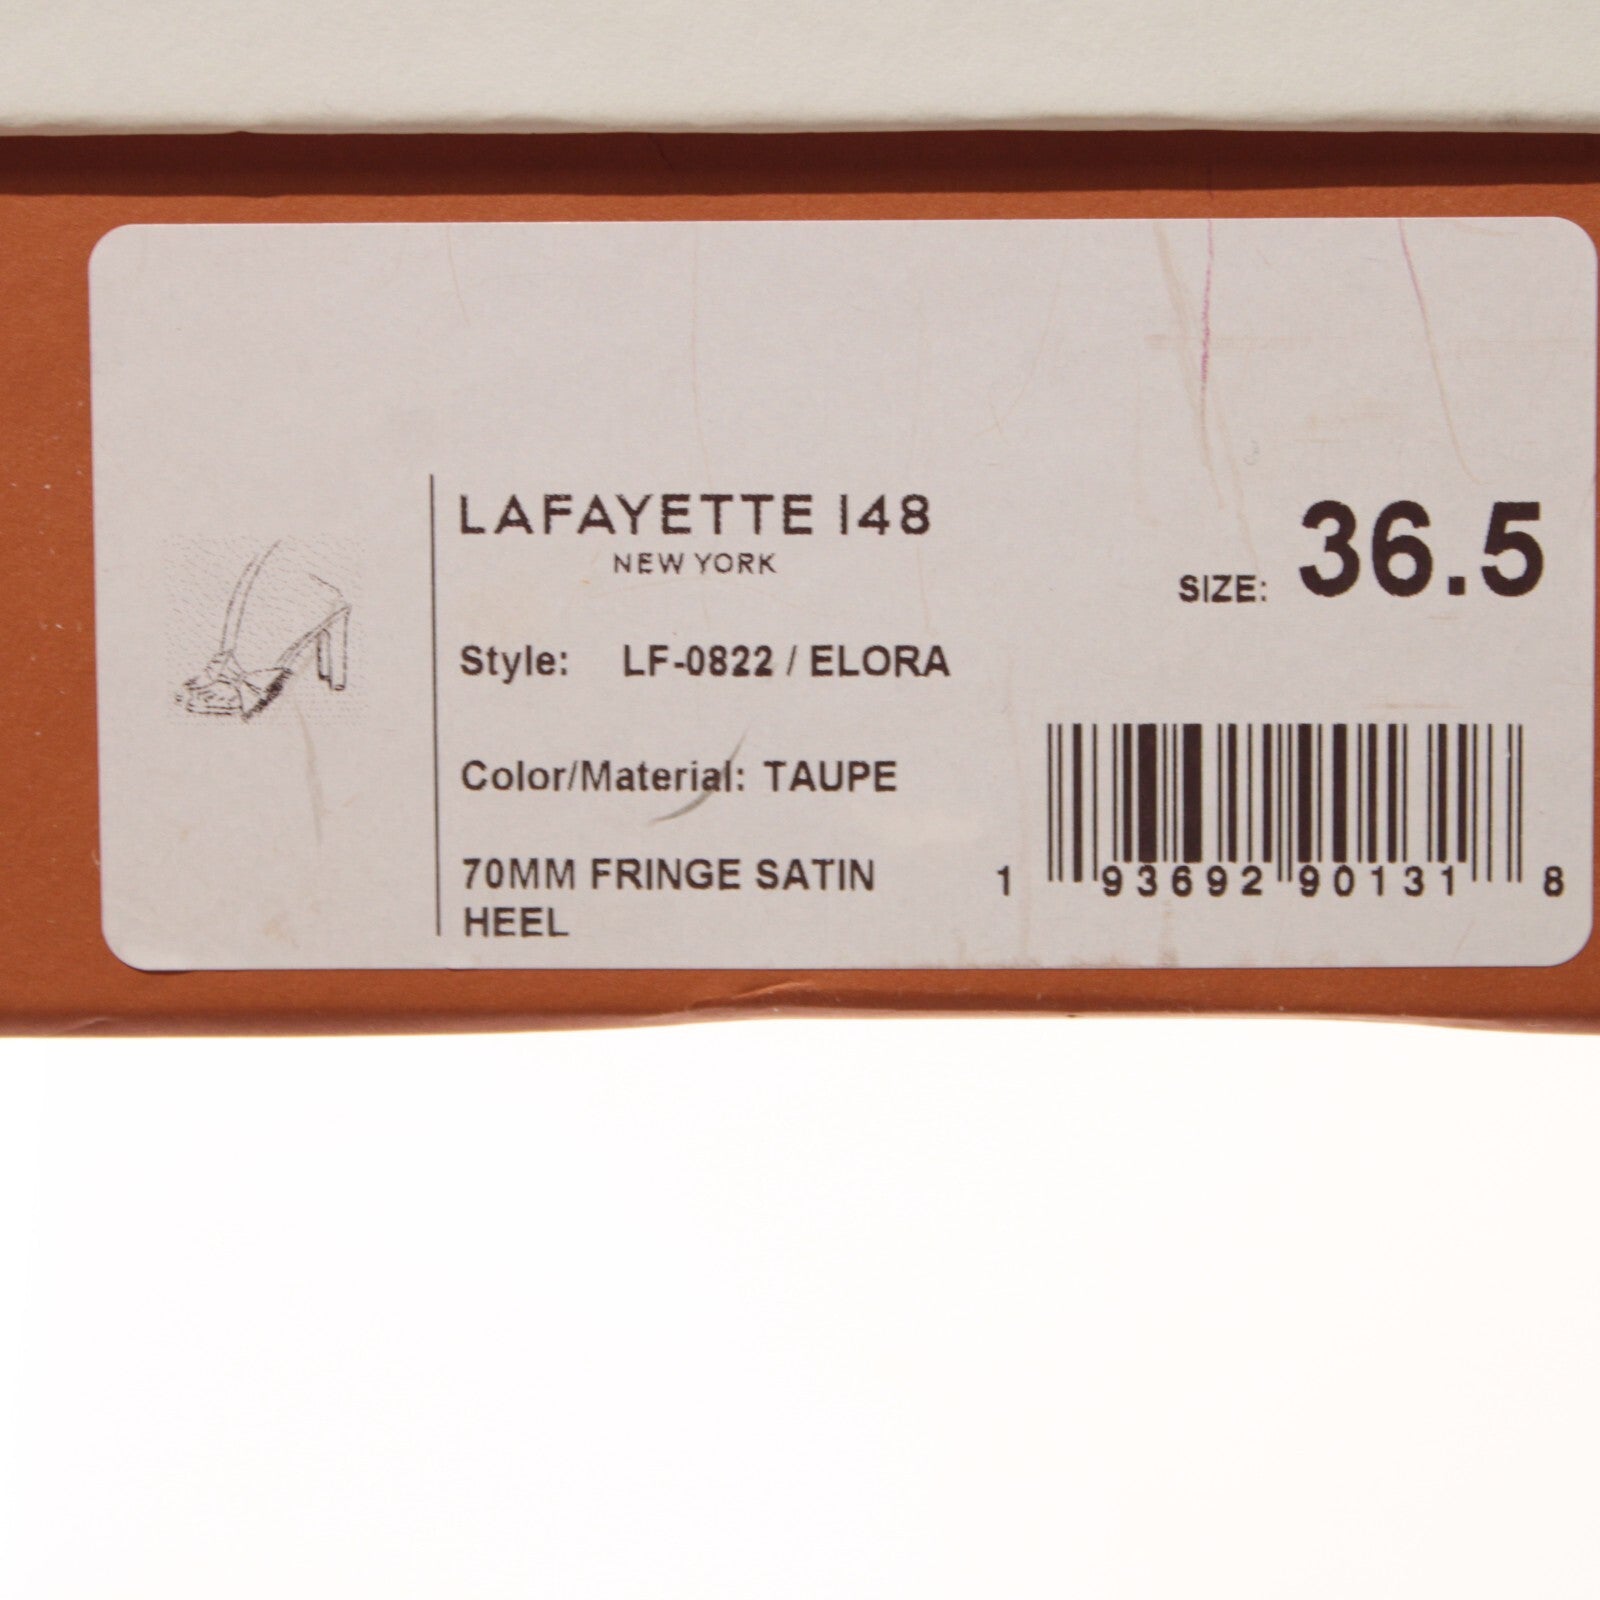 LAFAYETTE 148
NEW YORK
SIZE: 36.5
Style: LF-0822 / ELORA
Color/Material: TAUPE
70MM FRINGE SATIN
HEEL
1 93692 90131 8